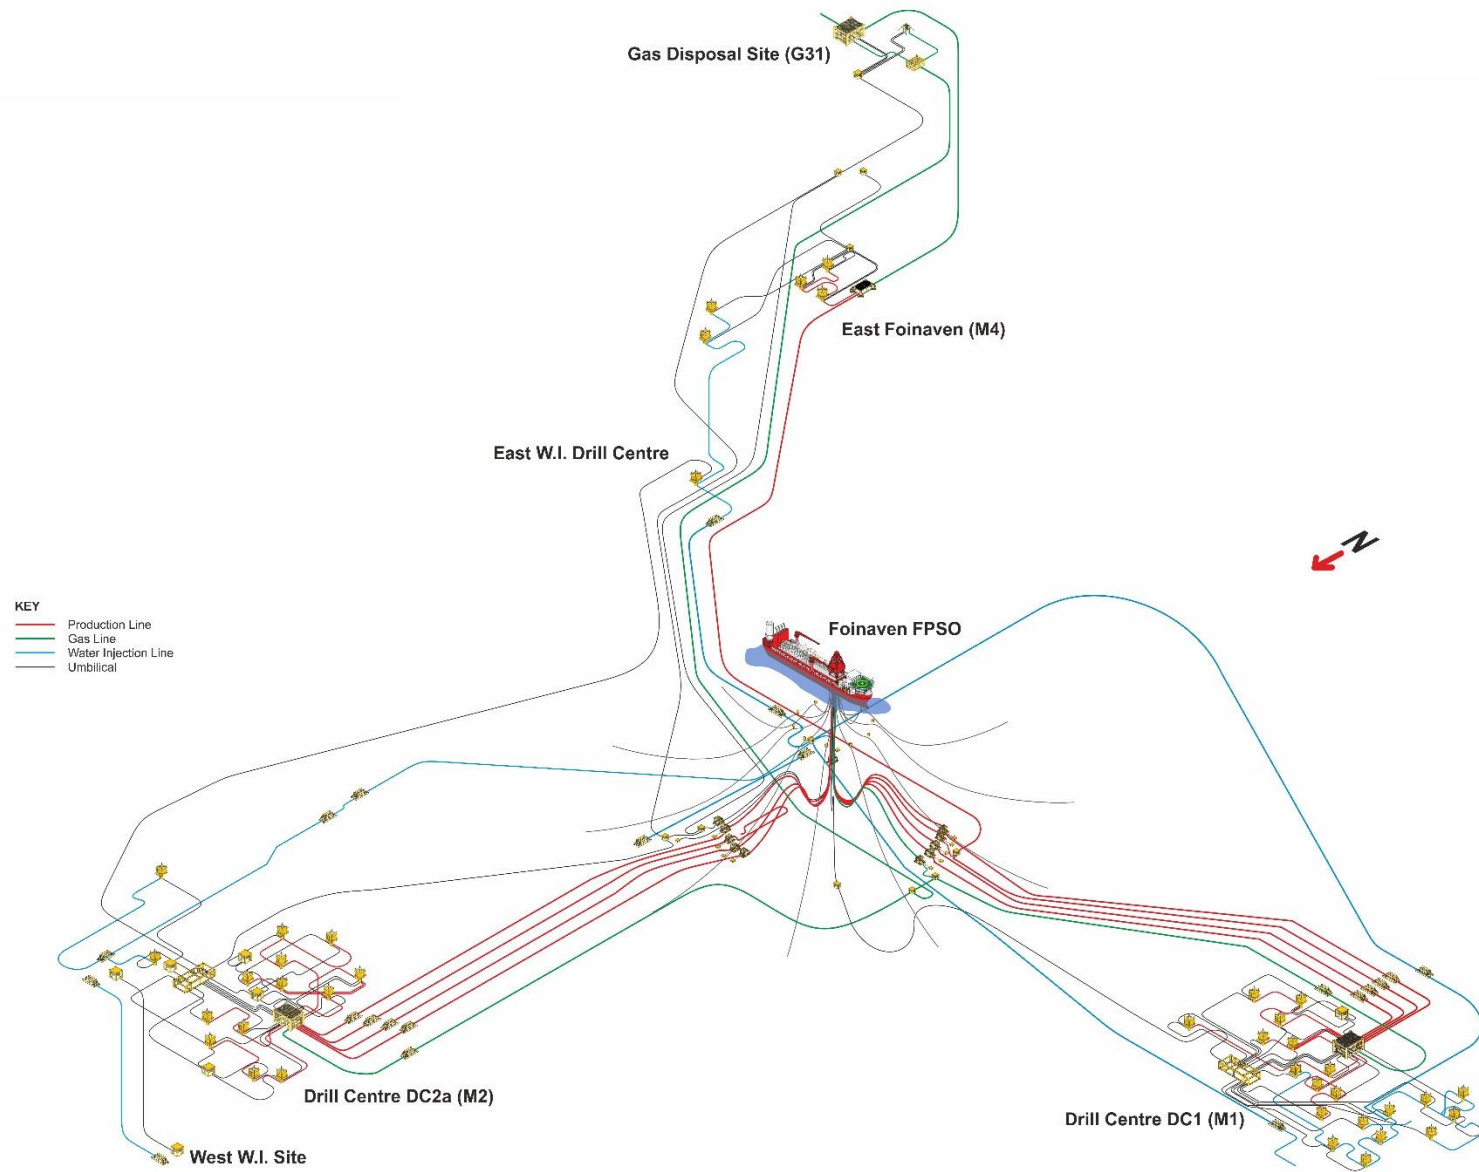 Gas Disposal Site (G31)
East Foinaven (M4)
East W.I. Drill Centre
N
KEY
Production Line
Gas Line
Water Injection Line
Umbilical
Foinaven FPSO
Drill Centre DC2a (M2)
Drill Centre DC1 (M1)
West W.I. Site